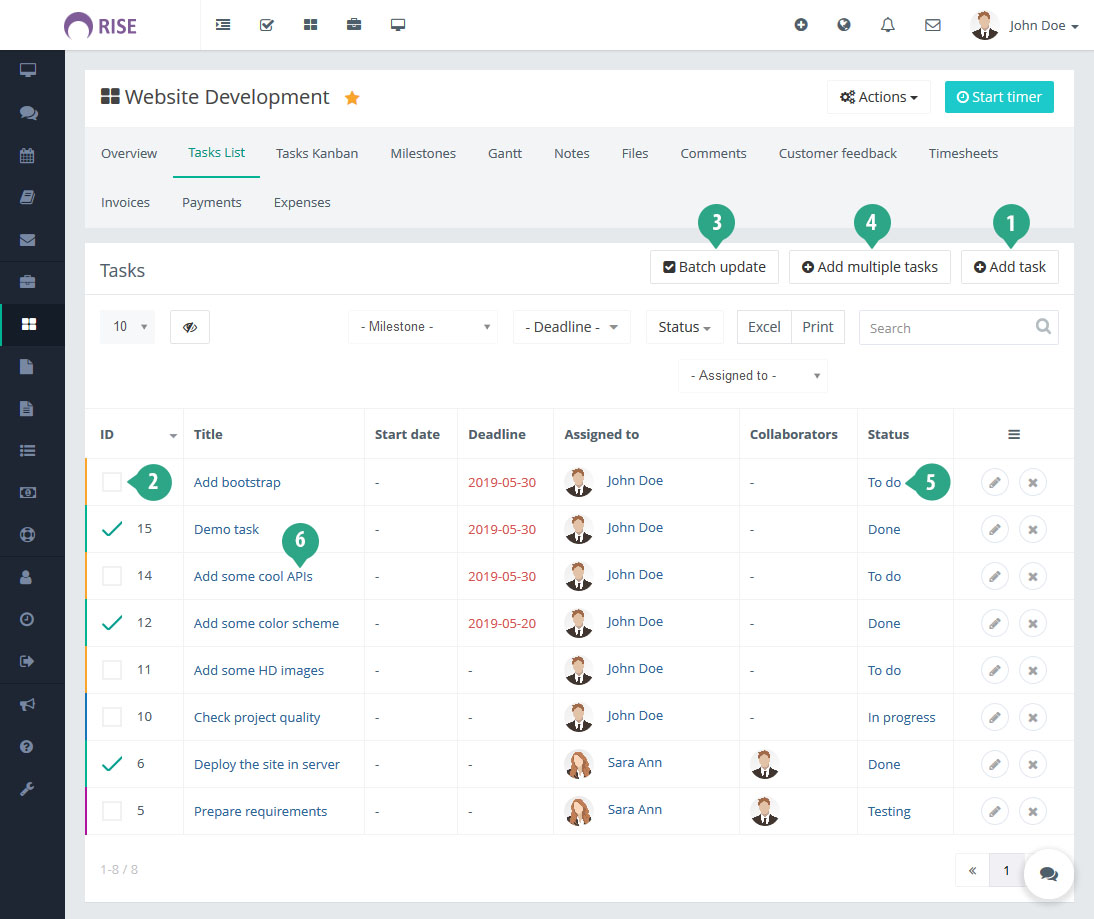 RISE
John Doe
Website Development
Actions
Start timer
Overview Tasks List Tasks Kanban Milestones Gantt Notes Files Comments Customer feedback Timesheets
Invoices Payments Expenses
3 4 1
Tasks Batch update Add multiple tasks Add task
10 - Milestone - - Deadline - Status Excel Print Search
- Assigned to -
ID Title Start date Deadline Assigned to Collaborators Status
2 Add bootstrap - 2019-05-30 John Doe - To do 5
15 Demo task - 2019-05-30 John Doe - Done
6
14 Add some cool APIs - 2019-05-30 John Doe - To do
12 Add some color scheme - 2019-05-20 John Doe - Done
11 Add some HD images - - John Doe - To do
10 Check project quality - - John Doe - In progress
6 Deploy the site in server - - Sara Ann Done
5 Prepare requirements - - Sara Ann Testing
1-8 / 8 « 1